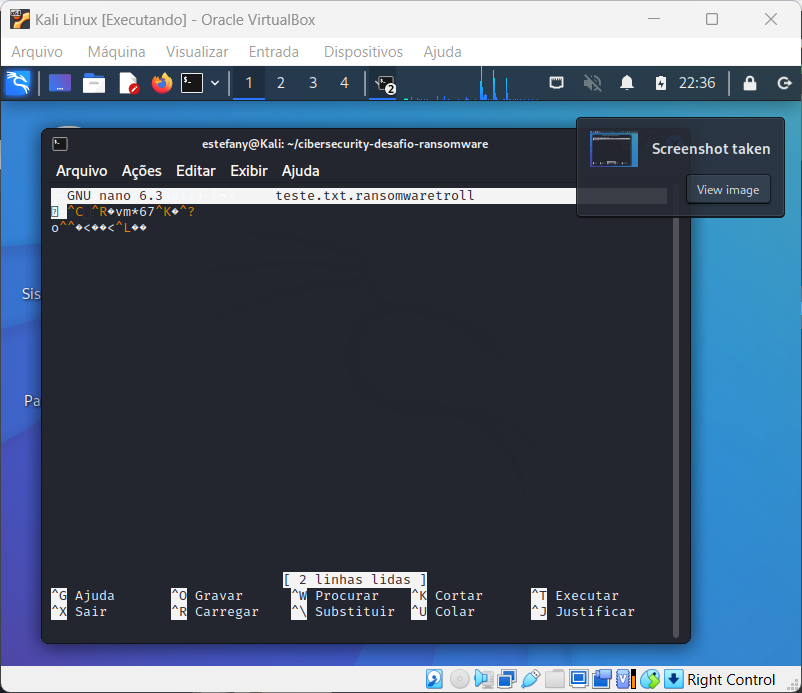 Kali Linux [Executando] - Oracle VirtualBox
Arquivo Máquina Visualizar Entrada Dispositivos Ajuda
1 2 3 4 2 22:36
estefany@Kali: ~/cibersecurity-desafio-ransomware
Screenshot taken
View image
Arquivo Ações Editar Exibir Ajuda
GNU nano 6.3 teste.txt.ransomwaretroll
^C ^R�vm*67^K�^?
o^^�<��<^L��
Sis
Pa
[ 2 linhas lidas ]
^G Ajuda ^O Gravar ^W Procurar ^K Cortar ^T Executar
^X Sair ^R Carregar ^\ Substituir ^U Colar ^J Justificar
Right Control